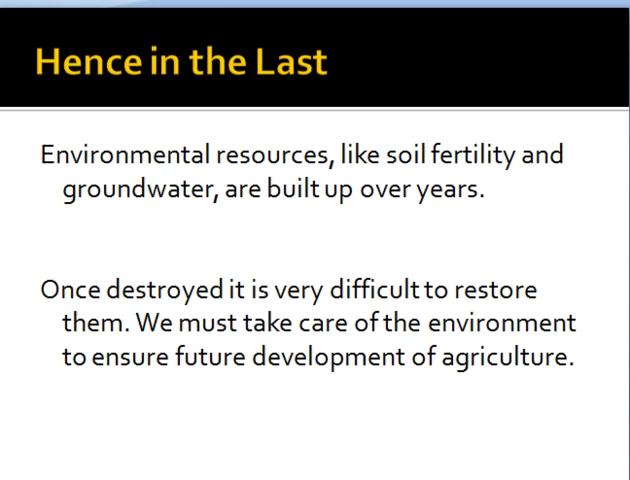 Hence in the Last
Environmental resources, like soil fertility and
groundwater, are built up over years.
Once destroyed it is very difficult to restore
them. We must take care of the environment
to ensure future development of agriculture.